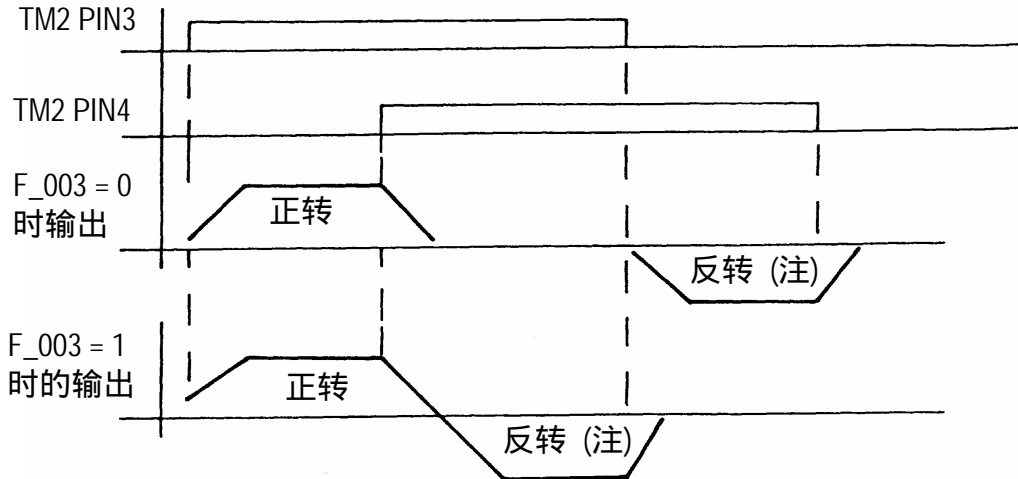 TM2 PIN3
TM2 PIN4
F_003 = 0
时输出
正转
反转 (注)
F_003 = 1
时的输出
正转
反转 (注)